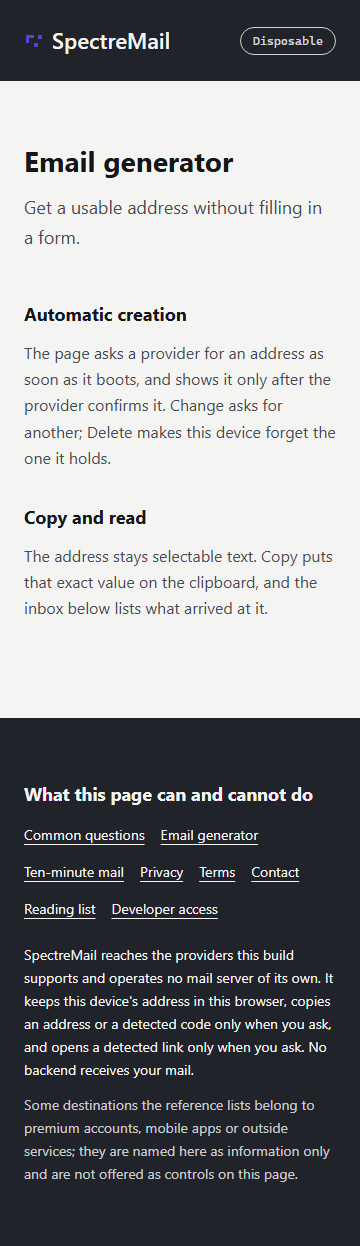 SpectreMail
Disposable
Email generator
Get a usable address without filling in
a form.
Automatic creation
The page asks a provider for an address as
soon as it boots, and shows it only after the
provider confirms it. Change asks for
another; Delete makes this device forget the
one it holds.
Copy and read
The address stays selectable text. Copy puts
that exact value on the clipboard, and the
inbox below lists what arrived at it.
What this page can and cannot do
Common questions Email generator
Ten-minute mail Privacy Terms Contact
Reading list Developer access
SpectreMail reaches the providers this build
supports and operates no mail server of its own. It
keeps this device's address in this browser, copies
an address or a detected code only when you ask,
and opens a detected link only when you ask. No
backend receives your mail.
Some destinations the reference lists belong to
premium accounts, mobile apps or outside
services; they are named here as information only
and are not offered as controls on this page.